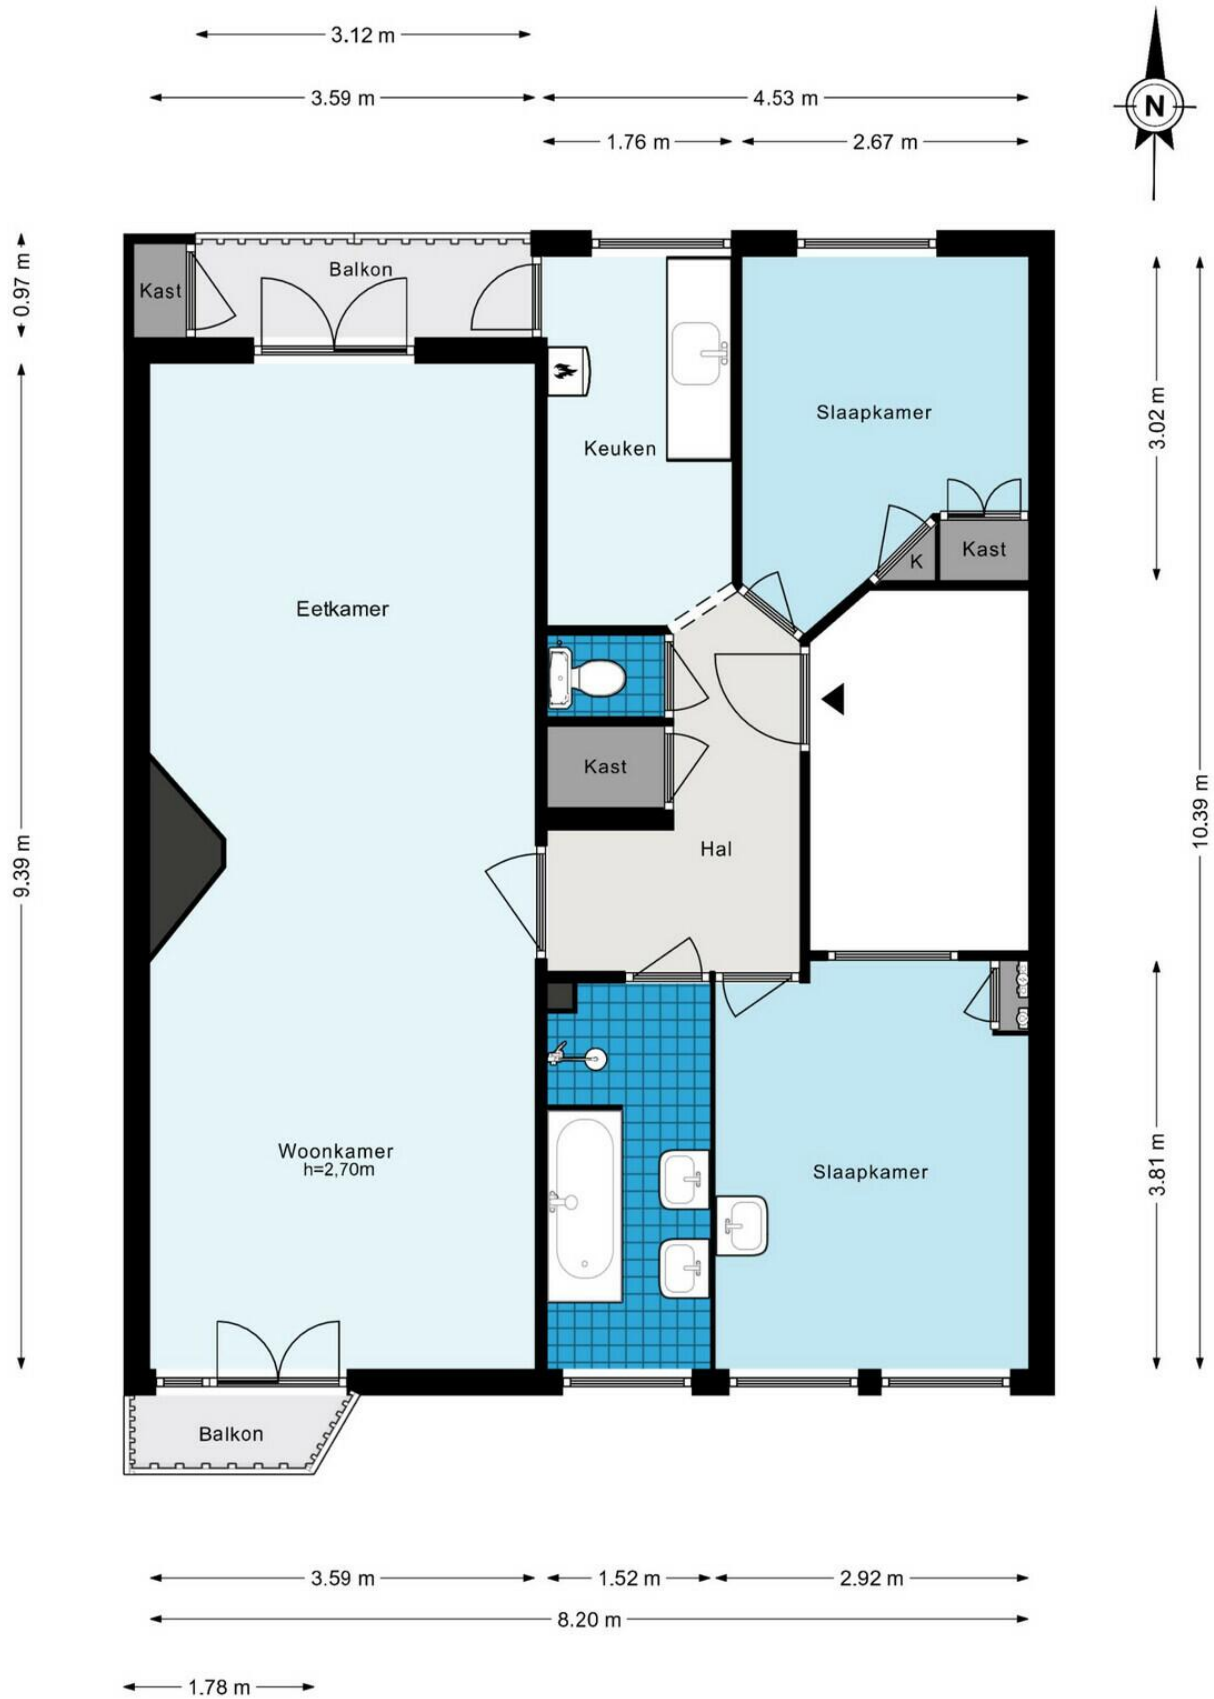 3.12 m
3.59 m
4.53 m
N
1.76 m
2.67 m
0.97 m
Balkon
Kast
Slaapkamer
3.02 m
Keuken
Kast
K
Eetkamer
Kast
10.39 m
9.39 m
Hal
Woonkamer
h=2,70m
Slaapkamer
3.81 m
Balkon
3.59 m
1.52 m
2.92 m
8.20 m
1.78 m